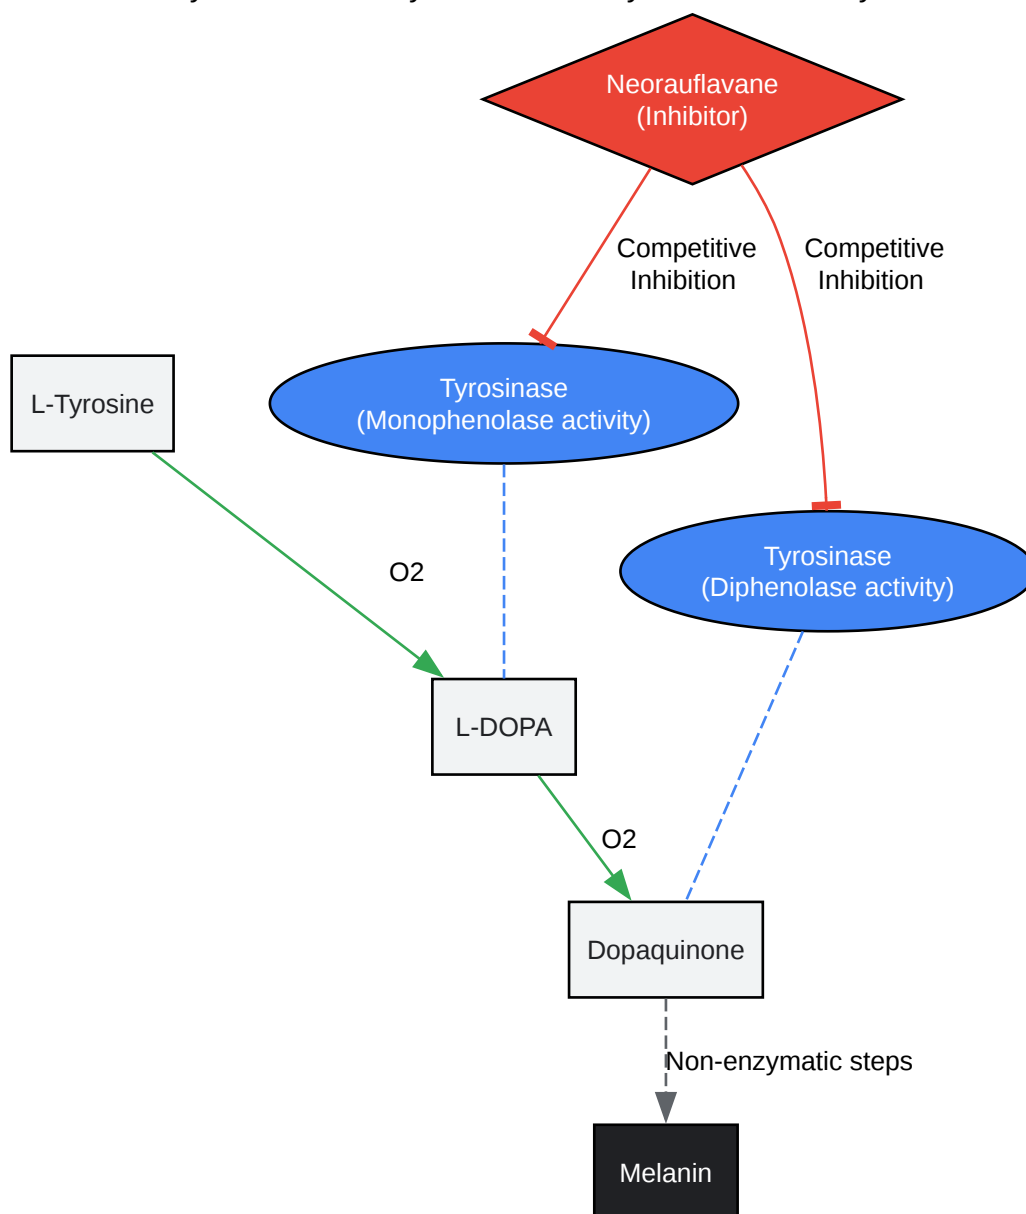 Neorauflavane
(Inhibitor)
Competitive
Inhibition
Competitive
Inhibition
Tyrosinase
(Monophenolase activity)
L-Tyrosine
Tyrosinase
(Diphenolase activity)
O2
L-DOPA
O2
Dopaquinone
Non-enzymatic steps
Melanin